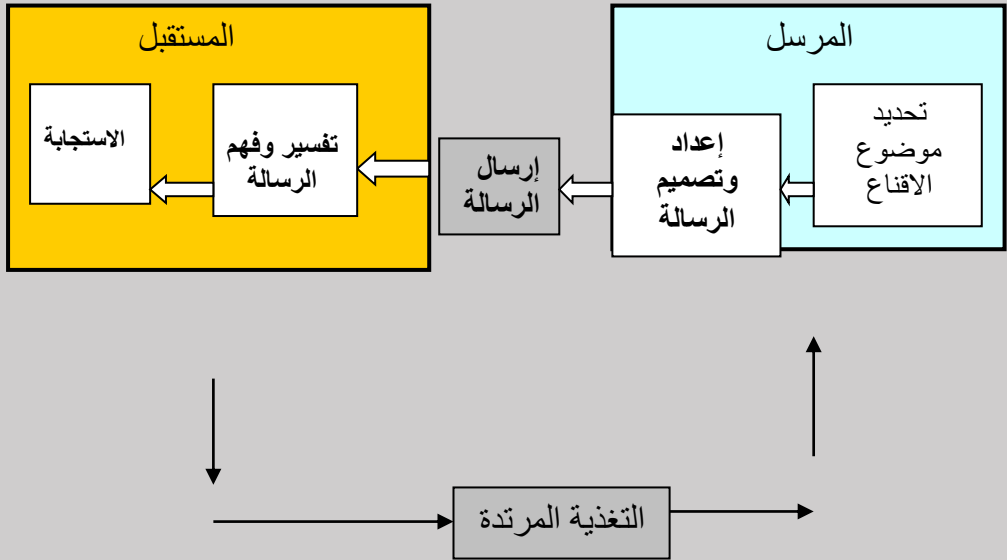 المرسل
تحديد
موضوع
الاقناع
إعداد
وتصميم
الرسالة
إرسال
الرسالة
المستقبل
تفسير وفهم
الرسالة
الاستجابة
التغذية المرتدة